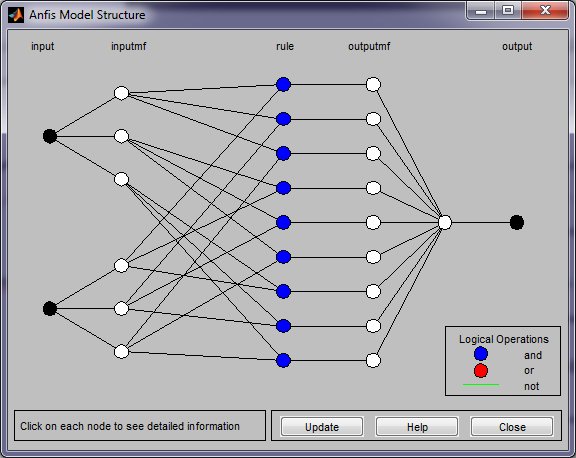 Anfis Model Structure
input inputmf rule outputmf output
Logical Operations
and
or
not
Click on each node to see detailed information
Update Help Close